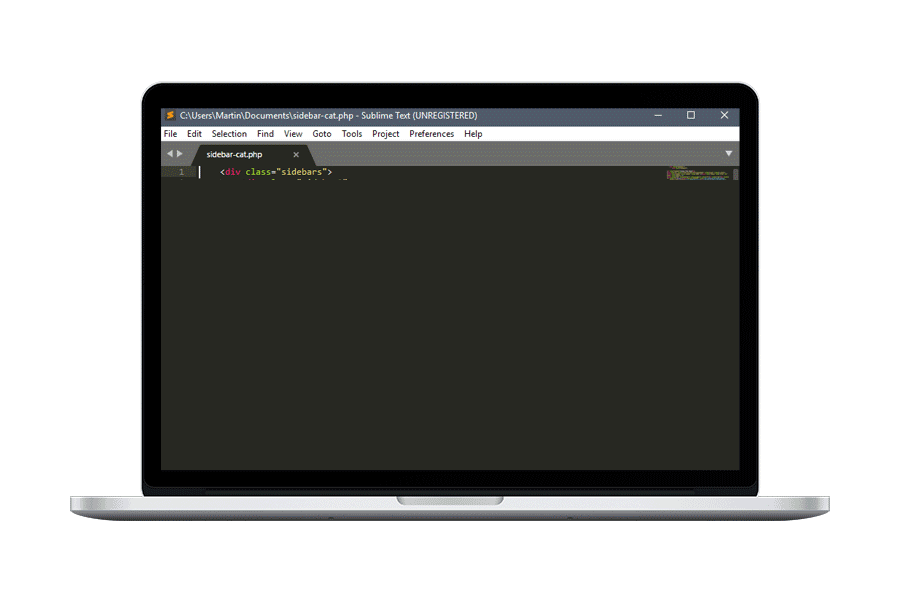 C:\Users\Martin\Documents\sidebar-cat.php - Sublime Text (UNREGISTERED)
File Edit Selection Find View Goto Tools Project Preferences Help
sidebar-cat.php
1 <div class="sidebars">